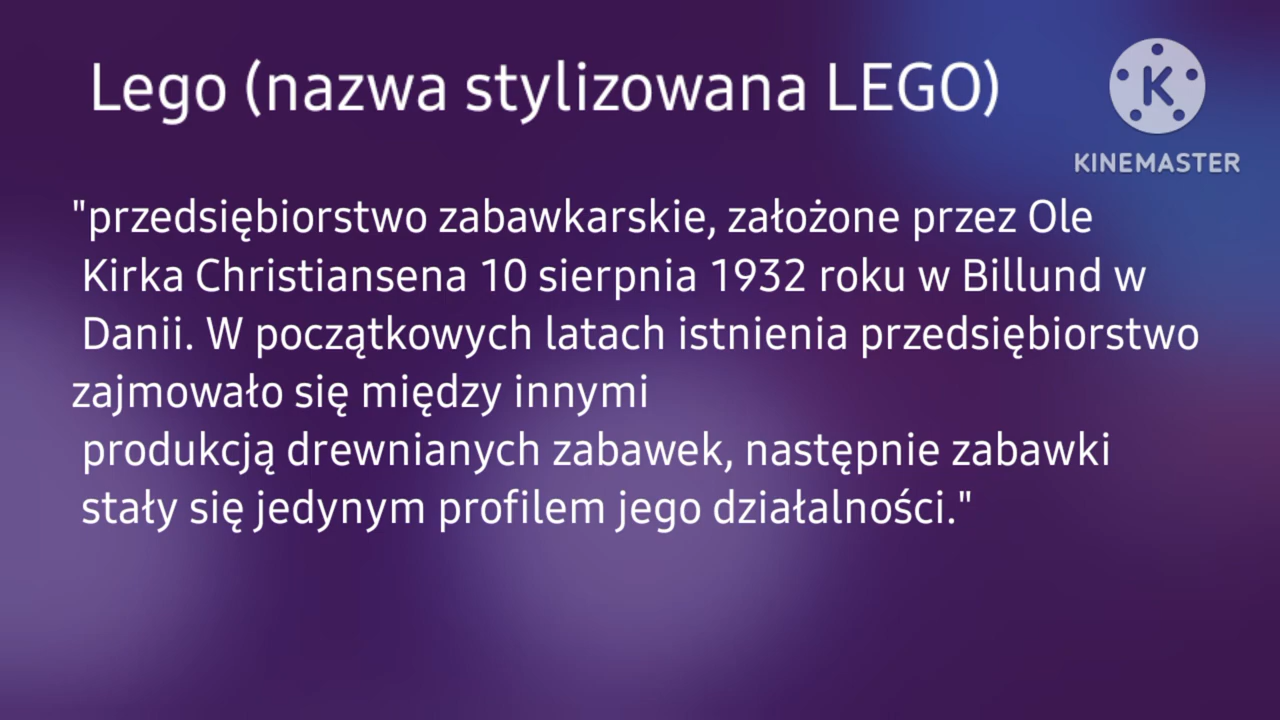 Lego (nazwa stylizowana LEGO)
KINEMASTER
"przedsiębiorstwo zabawkarskie, założone przez Ole
Kirka Christiansena 10 sierpnia 1932 roku w Billund w
Danii. W początkowych latach istnienia przedsiębiorstwo
zajmowało się między innymi
produkcją drewnianych zabawek, następnie zabawki
stały się jedynym profilem jego działalności."